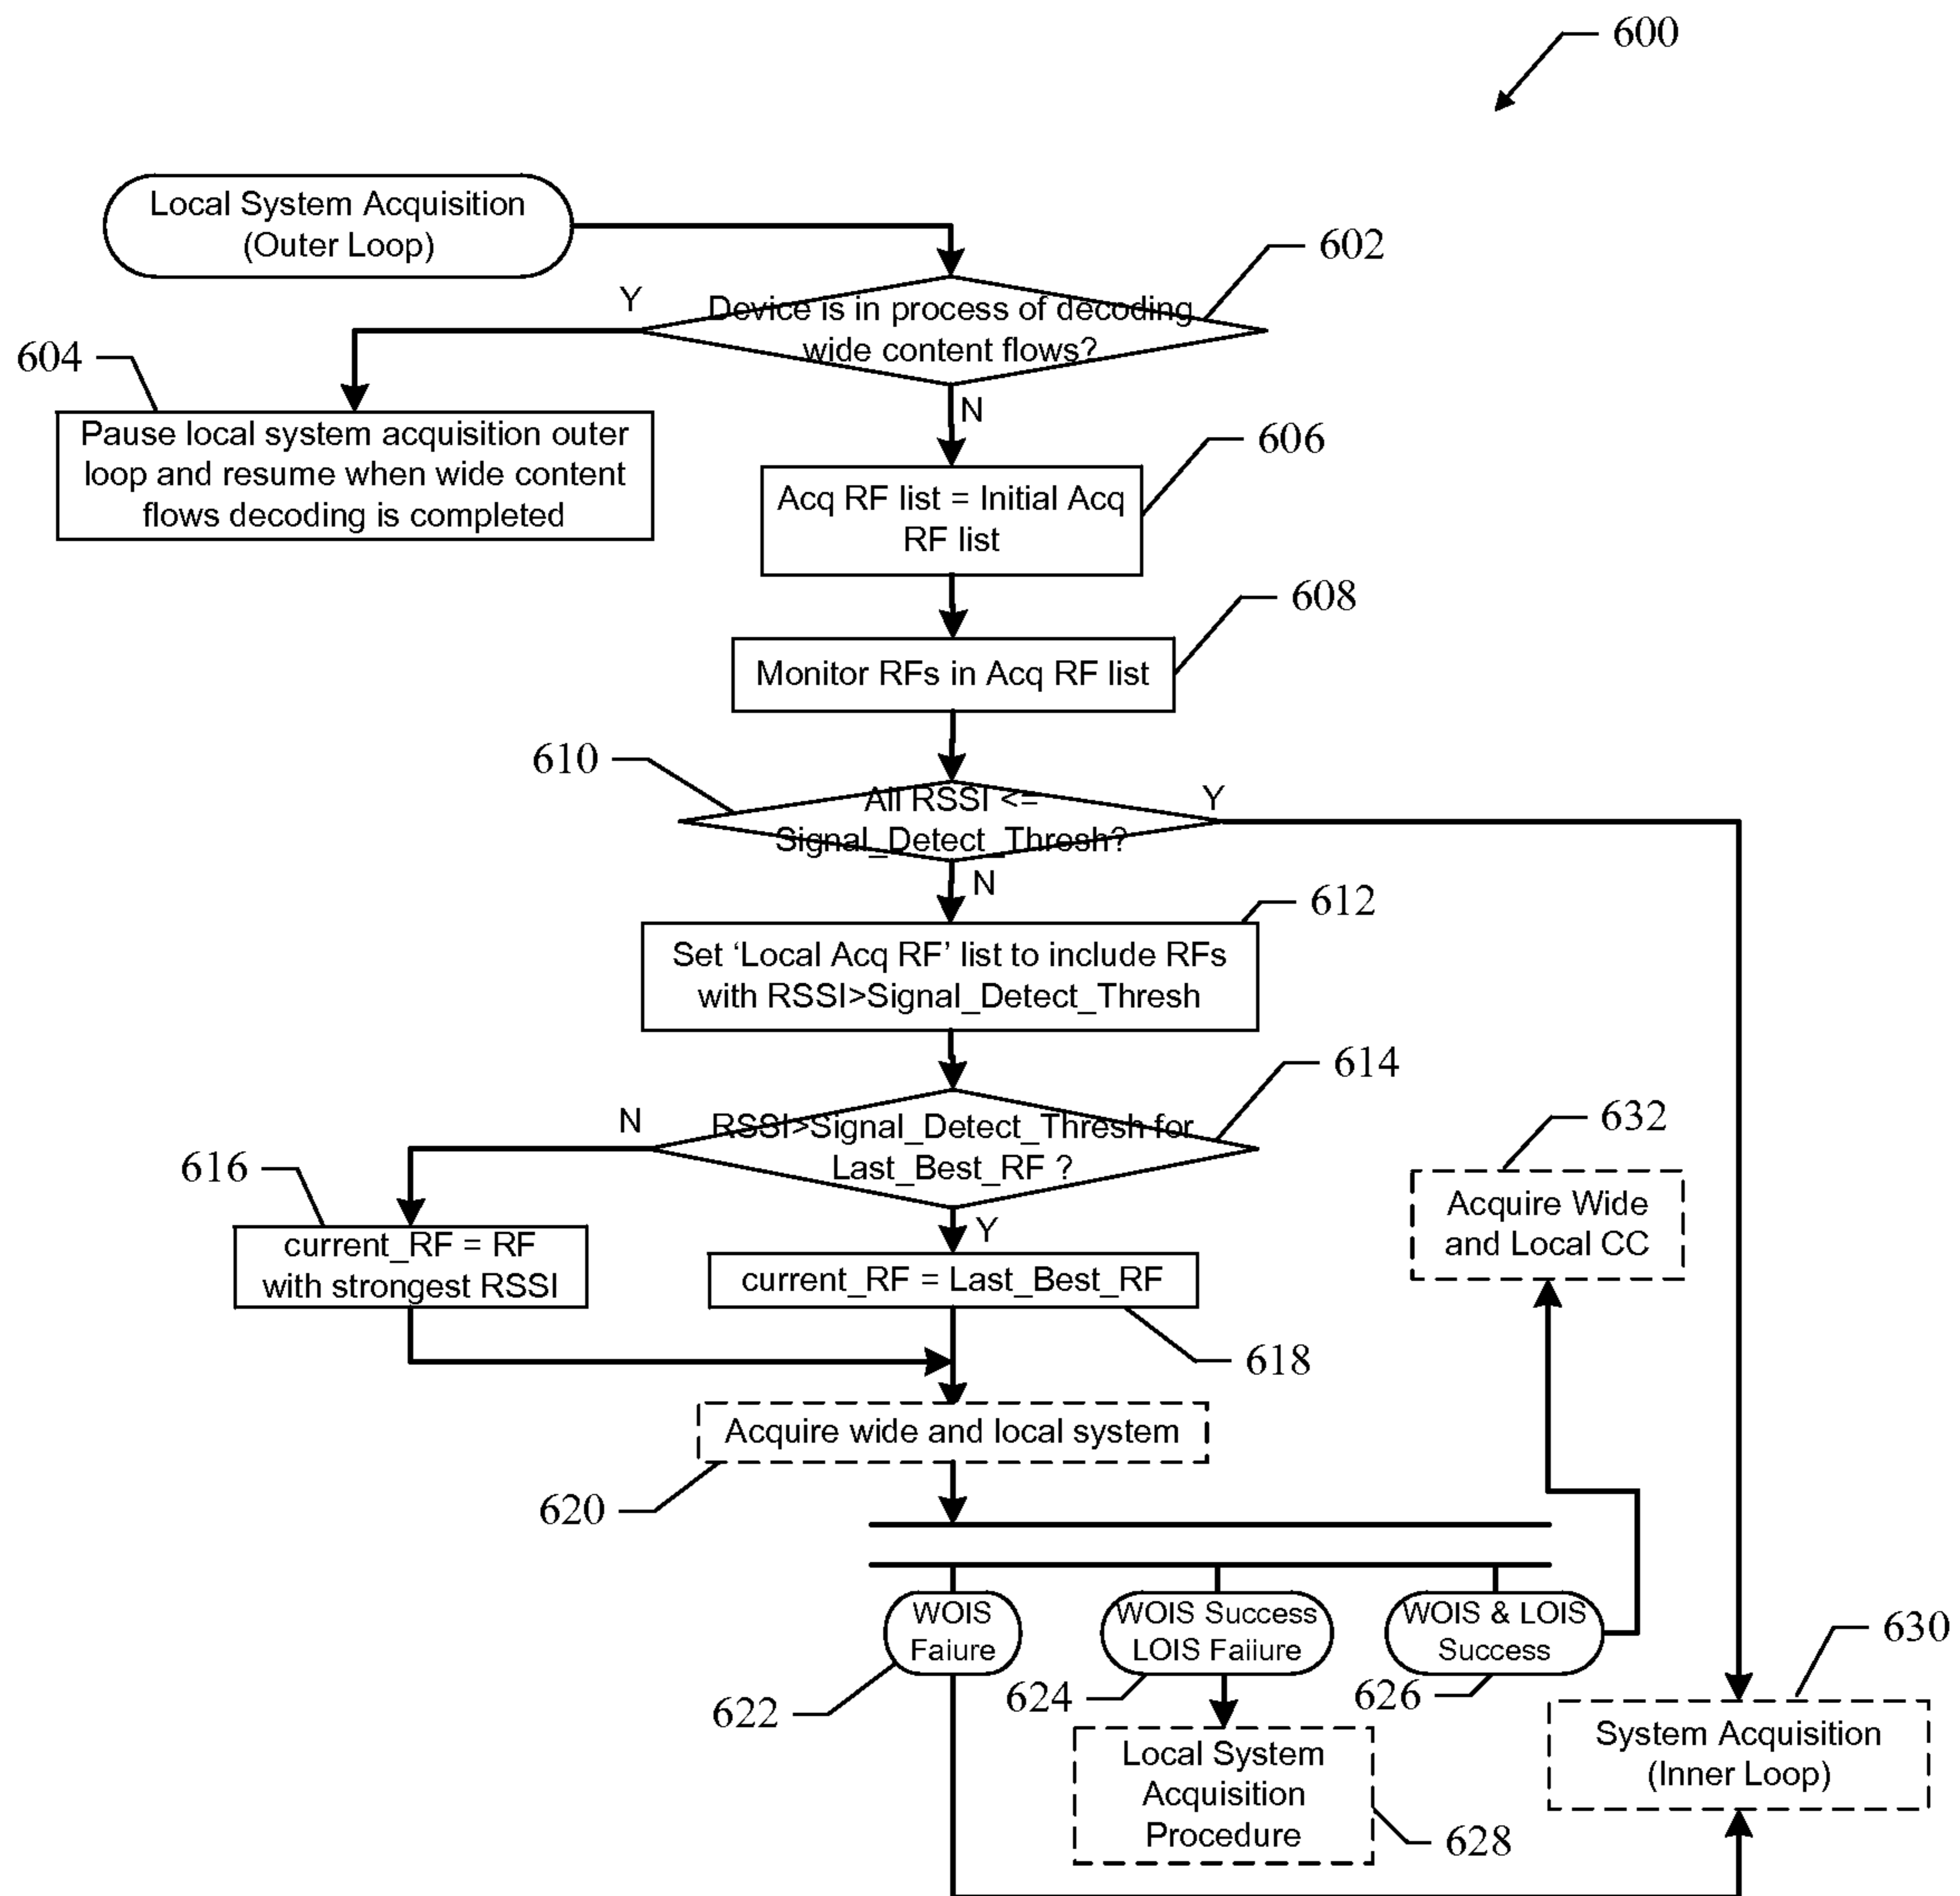 600
Local System Acquisition
(Outer Loop)
602
Y
Device is in process of decoding
wide content flows?
604
N
Pause local system acquisition outer
loop and resume when wide content
flows decoding is completed
606
Acq RF list = Initial Acq
RF list
608
Monitor RFs in Acq RF list
610
All RSSI <=
Signal_Detect_Thresh?
Y
N
612
Set ‘Local Acq RF’ list to include RFs
with RSSI>Signal_Detect_Thresh
614
N
RSSI>Signal_Detect_Thresh for
Last_Best_RF ?
632
616
Acquire Wide
and Local CC
Y
current_RF = RF
with strongest RSSI
current_RF = Last_Best_RF
618
Acquire wide and local system
620
WOIS
Faiure
WOIS Success
LOIS Faiiure
WOIS & LOIS
Success
630
622
624
626
System Acquisition
(Inner Loop)
Local System
Acquisition
Procedure
628